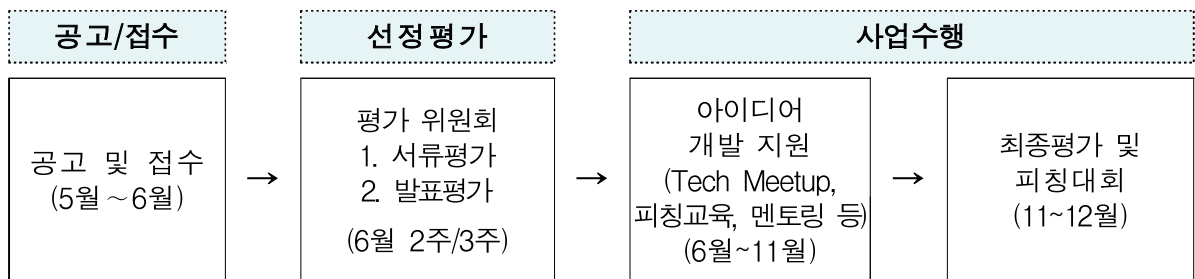 공고/접수
선정평가
사업수행
공고 및 접수
(5월～6월)
→
평가 위원회
1. 서류평가
2. 발표평가
(6월 2주/3주)
→
아이디어
개발 지원
(Tech Meetup,
피칭교육, 멘토링 등)
(6월~11월)
→
최종평가 및
피칭대회
(11~12월)